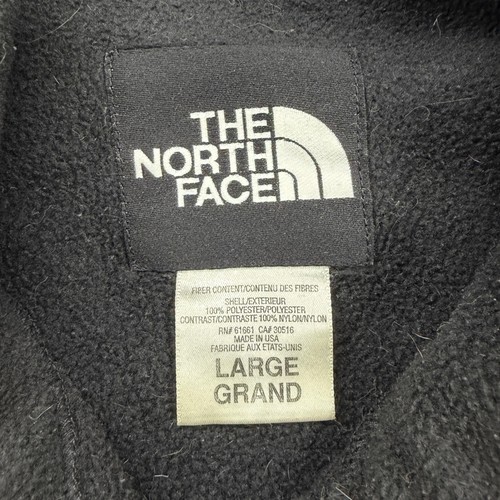 THE
NORTH
FACE
FIBER CONTENT/CONTENU DES FIBRES
SHELL/EXTERIEUR
100% POLYESTER/POLYESTER
CONTRAST/CONTRASTE 100% NYLON/NYLON
RN# 61661 CA# 30516
MADE IN USA
FABRIQUE AUX ETATS-UNIS
LARGE
GRAND